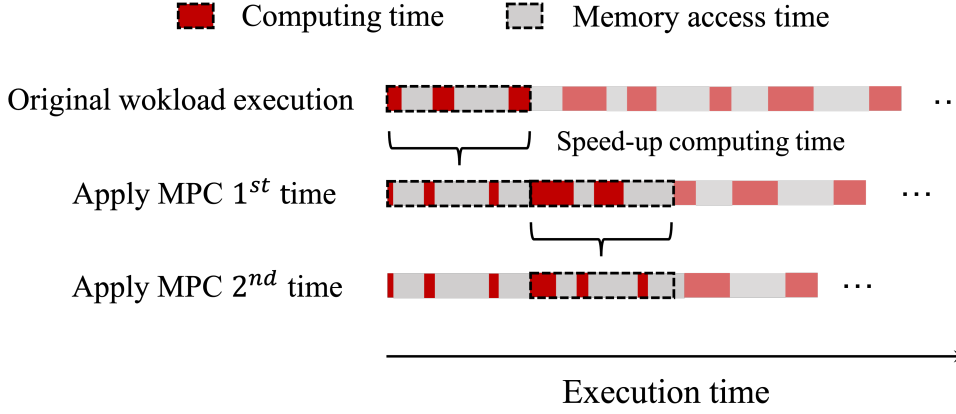 Computing time
Memory access time
Original wokload execution
...
Speed-up computing time
Apply MPC 1st time
...
Apply MPC 2nd time
...
Execution time